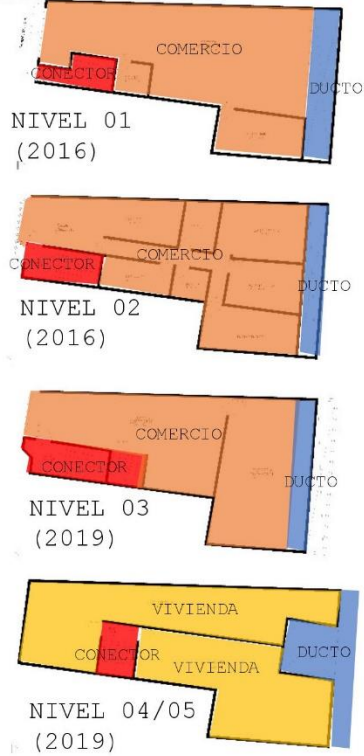 COMERCIO
CONECTOR
DUCTO
NIVEL 01
(2016)
COMERCIO
CONECTOR
DUCTO
NIVEL 02
(2016)
COMERCIO
CONECTOR
DUCTO
NIVEL 03
(2019)
VIVIENDA
CONECTOR
DUCTO
VIVIENDA
NIVEL 04/05
(2019)